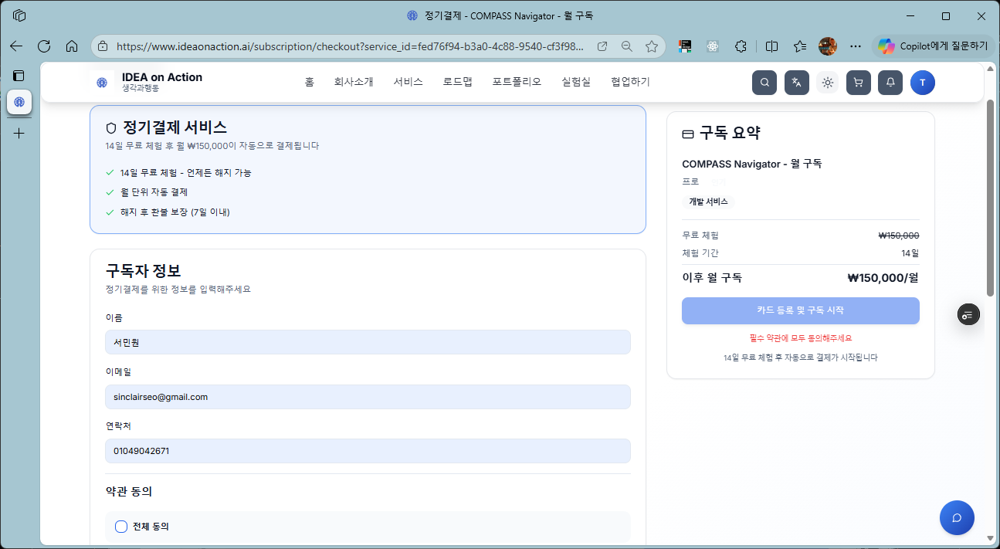 정기결제 - COMPASS Navigator - 월 구독
https://www.ideaonaction.ai/subscription/checkout?service_id=fed76f94-b3a0-4c88-9540-cf3f98...
Copilot에게 질문하기
IDEA on Action
생각과행동
홈
회사소개
서비스
로드맵
포트폴리오
실험실
협업하기
T
정기결제 서비스
14일 무료 체험 후 월 ₩150,000이 자동으로 결제됩니다
14일 무료 체험 - 언제든 해지 가능
월 단위 자동 결제
해지 후 환불 보장 (7일 이내)
구독자 정보
정기결제를 위한 정보를 입력해주세요
이름
서민원
이메일
sinclairseo@gmail.com
연락처
01049042671
약관 동의
전체 동의
구독 요약
COMPASS Navigator - 월 구독
프로
개발 서비스
무료 체험 ₩150,000
체험 기간 14일
이후 월 구독 ₩150,000/월
카드 등록 및 구독 시작
필수 약관에 모두 동의해주세요
14일 무료 체험 후 자동으로 결제가 시작됩니다